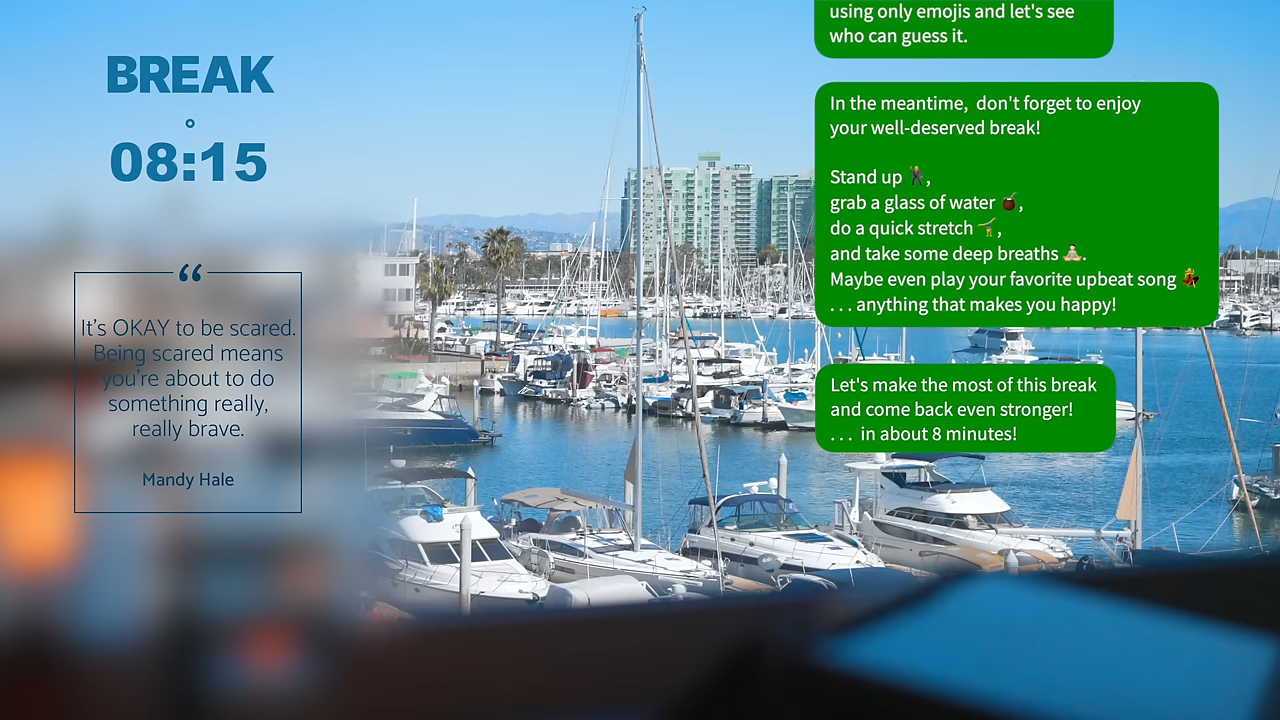 BREAK
08:15
“
It’s OKAY to be scared.
Being scared means
you’re about to do
something really,
really brave.
Mandy Hale
using only emojis and let's see
who can guess it.
In the meantime, don't forget to enjoy
your well-deserved break!
Stand up 🧍‍♀️,
grab a glass of water 🥥,
do a quick stretch 🤸,
and take some deep breaths 🧘.
Maybe even play your favorite upbeat song 💃
. . . anything that makes you happy!
Let's make the most of this break
and come back even stronger!
. . . in about 8 minutes!